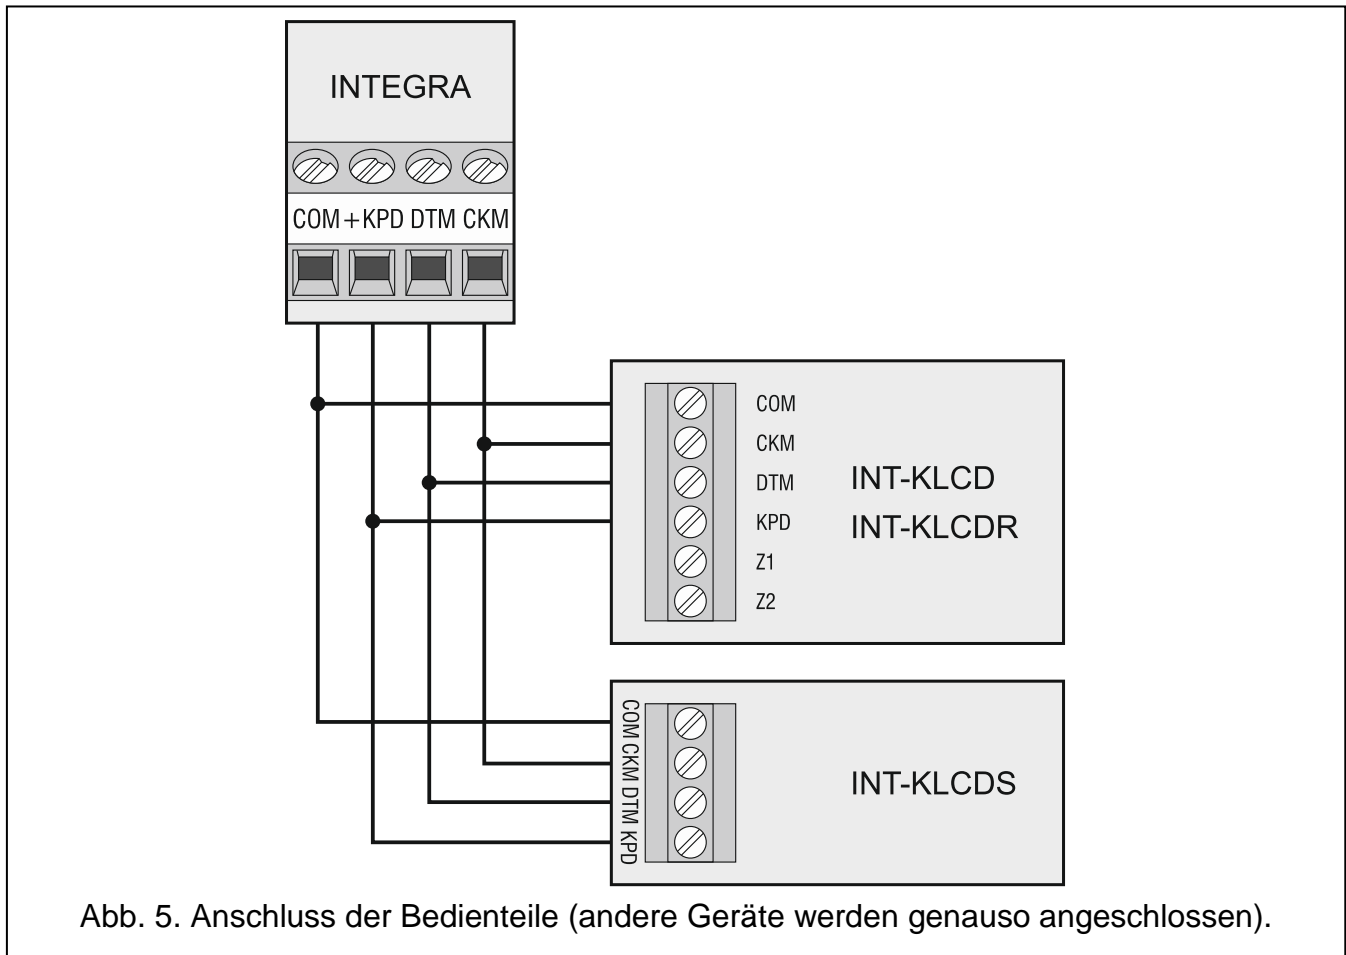 INTEGRA
COM +KPD DTM CKM
COM
CKM
DTM
KPD
Z1
Z2
INT-KLCD
INT-KLCDR
COM CKM DTM KPD
INT-KLCDS
Abb. 5. Anschluss der Bedienteile (andere Geräte werden genauso angeschlossen).